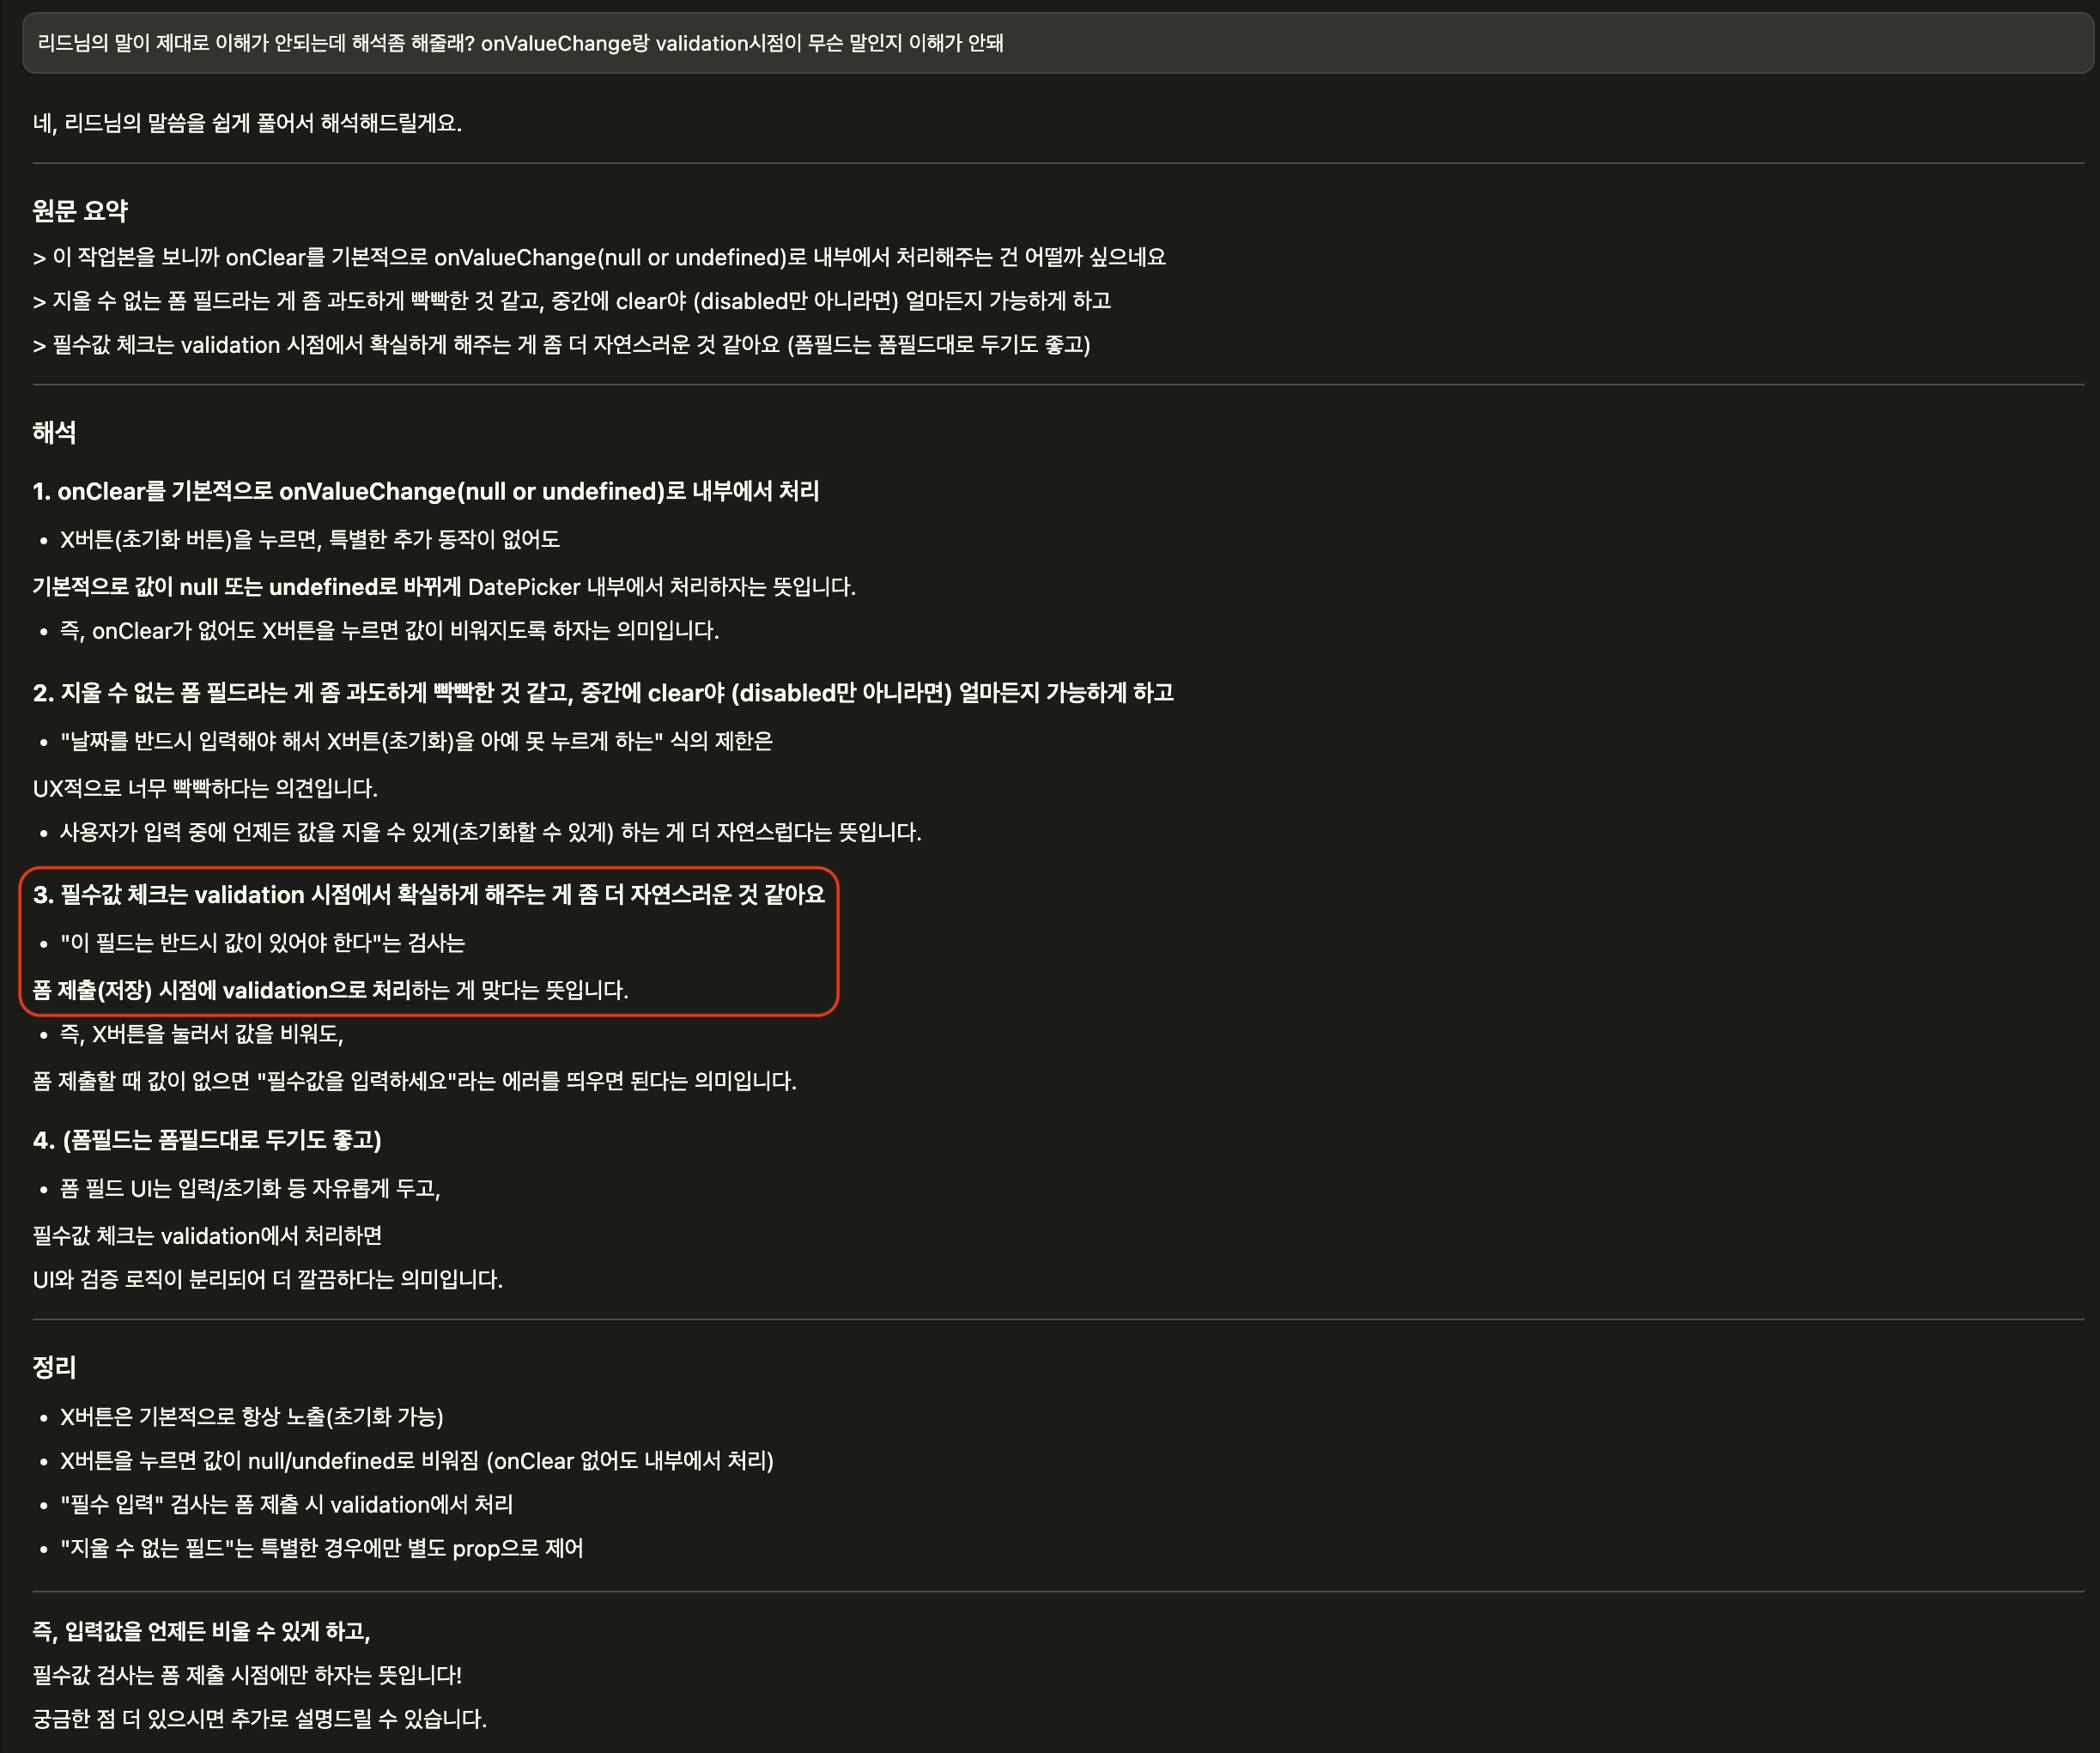 리드님의 말이 제대로 이해가 안되는데 해석좀 해줄래? onValueChange랑 validation시점이 무슨 말인지 이해가 안돼
네, 리드님의 말씀을 쉽게 풀어서 해석해드릴게요.
원문 요약
> 이 작업본을 보니까 onClear를 기본적으로 onValueChange(null or undefined)로 내부에서 처리해주는 건 어떨까 싶으네요
> 지울 수 없는 폼 필드라는 게 좀 과도하게 빡빡한 것 같고, 중간에 clear야 (disabled만 아니라면) 얼마든지 가능하게 하고
> 필수값 체크는 validation 시점에서 확실하게 해주는 게 좀 더 자연스러운 것 같아요 (폼필드는 폼필드대로 두기도 좋고)
해석
1. onClear를 기본적으로 onValueChange(null or undefined)로 내부에서 처리
• X버튼(초기화 버튼)을 누르면, 특별한 추가 동작이 없어도
기본적으로 값이 null 또는 undefined로 바뀌게 DatePicker 내부에서 처리하자는 뜻입니다.
• 즉, onClear가 없어도 X버튼을 누르면 값이 비워지도록 하자는 의미입니다.
2. 지울 수 없는 폼 필드라는 게 좀 과도하게 빡빡한 것 같고, 중간에 clear야 (disabled만 아니라면) 얼마든지 가능하게 하고
• "날짜를 반드시 입력해야 해서 X버튼(초기화)을 아예 못 누르게 하는" 식의 제한은
UX적으로 너무 빡빡하다는 의견입니다.
• 사용자가 입력 중에 언제든 값을 지울 수 있게(초기화할 수 있게) 하는 게 더 자연스럽다는 뜻입니다.
3. 필수값 체크는 validation 시점에서 확실하게 해주는 게 좀 더 자연스러운 것 같아요
• "이 필드는 반드시 값이 있어야 한다"는 검사는
폼 제출(저장) 시점에 validation으로 처리하는 게 맞다는 뜻입니다.
• 즉, X버튼을 눌러서 값을 비워도,
폼 제출할 때 값이 없으면 "필수값을 입력하세요"라는 에러를 띄우면 된다는 의미입니다.
4. (폼필드는 폼필드대로 두기도 좋고)
• 폼 필드 UI는 입력/초기화 등 자유롭게 두고,
필수값 체크는 validation에서 처리하면
UI와 검증 로직이 분리되어 더 깔끔하다는 의미입니다.
정리
• X버튼은 기본적으로 항상 노출(초기화 가능)
• X버튼을 누르면 값이 null/undefined로 비워짐 (onClear 없어도 내부에서 처리)
• "필수 입력" 검사는 폼 제출 시 validation에서 처리
• "지울 수 없는 필드"는 특별한 경우에만 별도 prop으로 제어
즉, 입력값을 언제든 비울 수 있게 하고,
필수값 검사는 폼 제출 시점에만 하자는 뜻입니다!
궁금한 점 더 있으시면 추가로 설명드릴 수 있습니다.